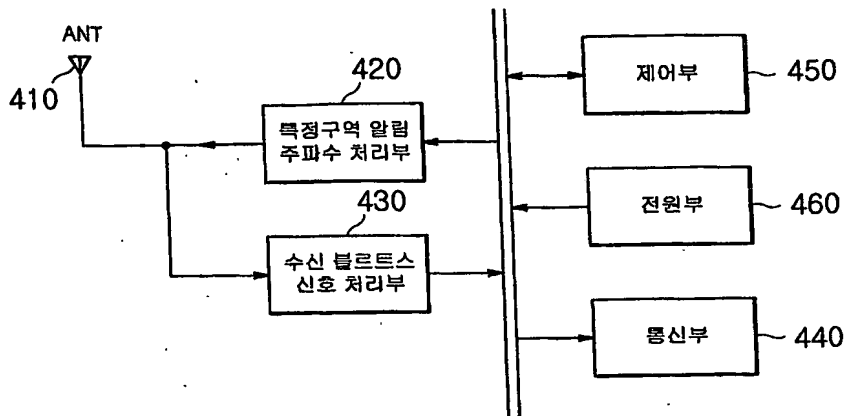 ANT
410
420
특정구역 알림
주파수 처리부
430
수신 블르트스
신호 처리부
제어부
450
전원부
460
통신부
440